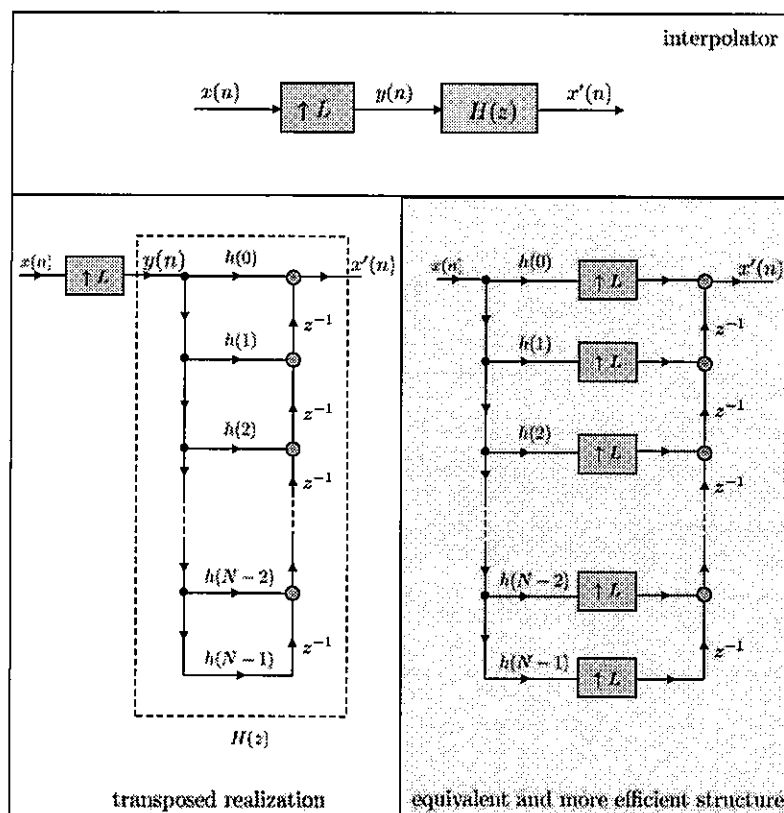 interpolator
x(n)
↑ L
y(n)
H(z)
x′(n)
x(n)
↑ L
y(n)
h(0)
x′(n)
z⁻¹
h(1)
z⁻¹
h(2)
z⁻¹
h(N − 2)
z⁻¹
h(N − 1)
H(z)
transposed realization
x(n)
h(0)
↑ L
x′(n)
z⁻¹
h(1)
↑ L
z⁻¹
h(2)
↑ L
z⁻¹
h(N − 2)
↑ L
z⁻¹
h(N − 1)
↑ L
equivalent and more efficient structure